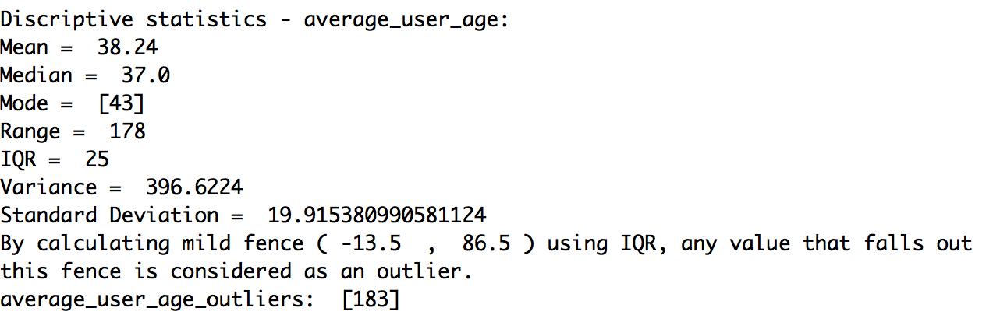 Discriptive statistics - average_user_age:
Mean =  38.24
Median =  37.0
Mode =  [43]
Range =  178
IQR =  25
Variance =  396.6224
Standard Deviation =  19.915380990581124
By calculating mild fence ( -13.5  ,  86.5 ) using IQR, any value that falls out
this fence is considered as an outlier.
average_user_age_outliers:  [183]